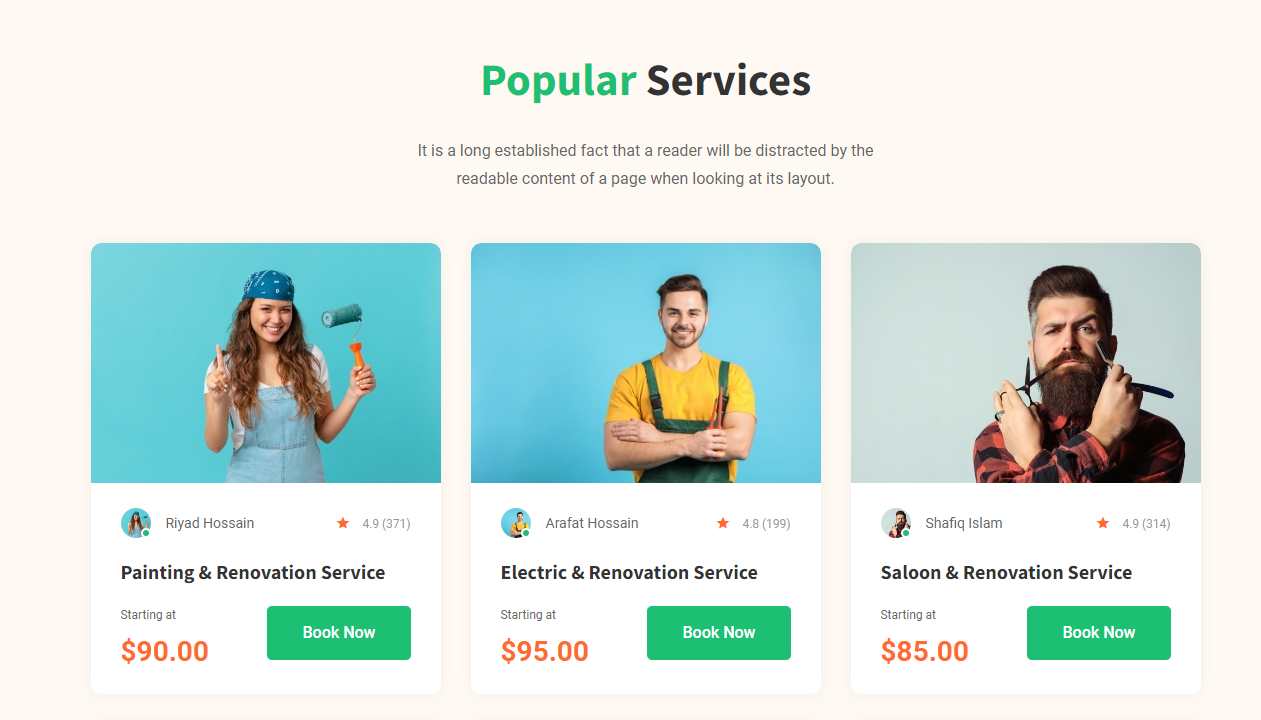 Popular Services
It is a long established fact that a reader will be distracted by the
readable content of a page when looking at its layout.
Riyad Hossain
4.9 (371)
Painting & Renovation Service
Starting at
$90.00
Book Now
Arafat Hossain
4.8 (199)
Electric & Renovation Service
Starting at
$95.00
Book Now
Shafiq Islam
4.9 (314)
Saloon & Renovation Service
Starting at
$85.00
Book Now